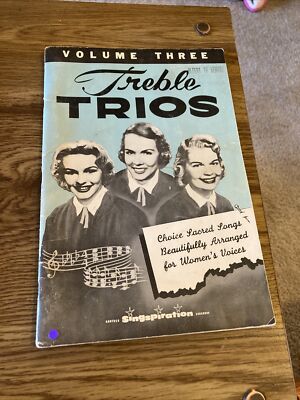 VOLUME THREE
Treble
TRIOS
Choice Sacred Songs
Beautifully Arranged
for Women's Voices
Singspiration